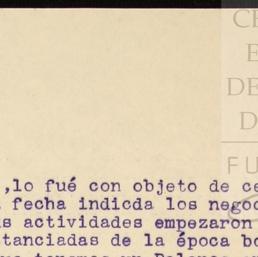 CE
E
DE
D
FU
,lo fué con objeto de ce
fecha indicda los negoc
s actividades empezaron
tanciadas de la época bo